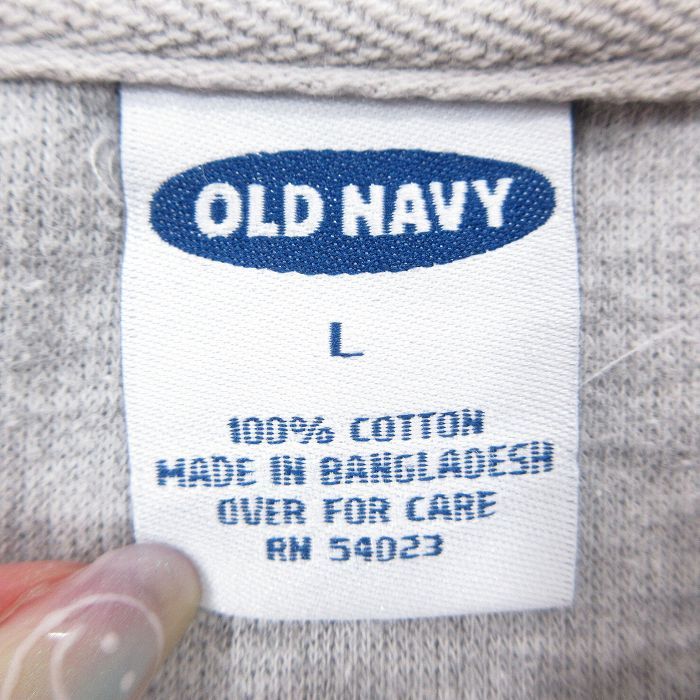 OLD NAVY
L
100% COTTON
MADE IN BANGLADESH
OVER FOR CARE
RN 54023